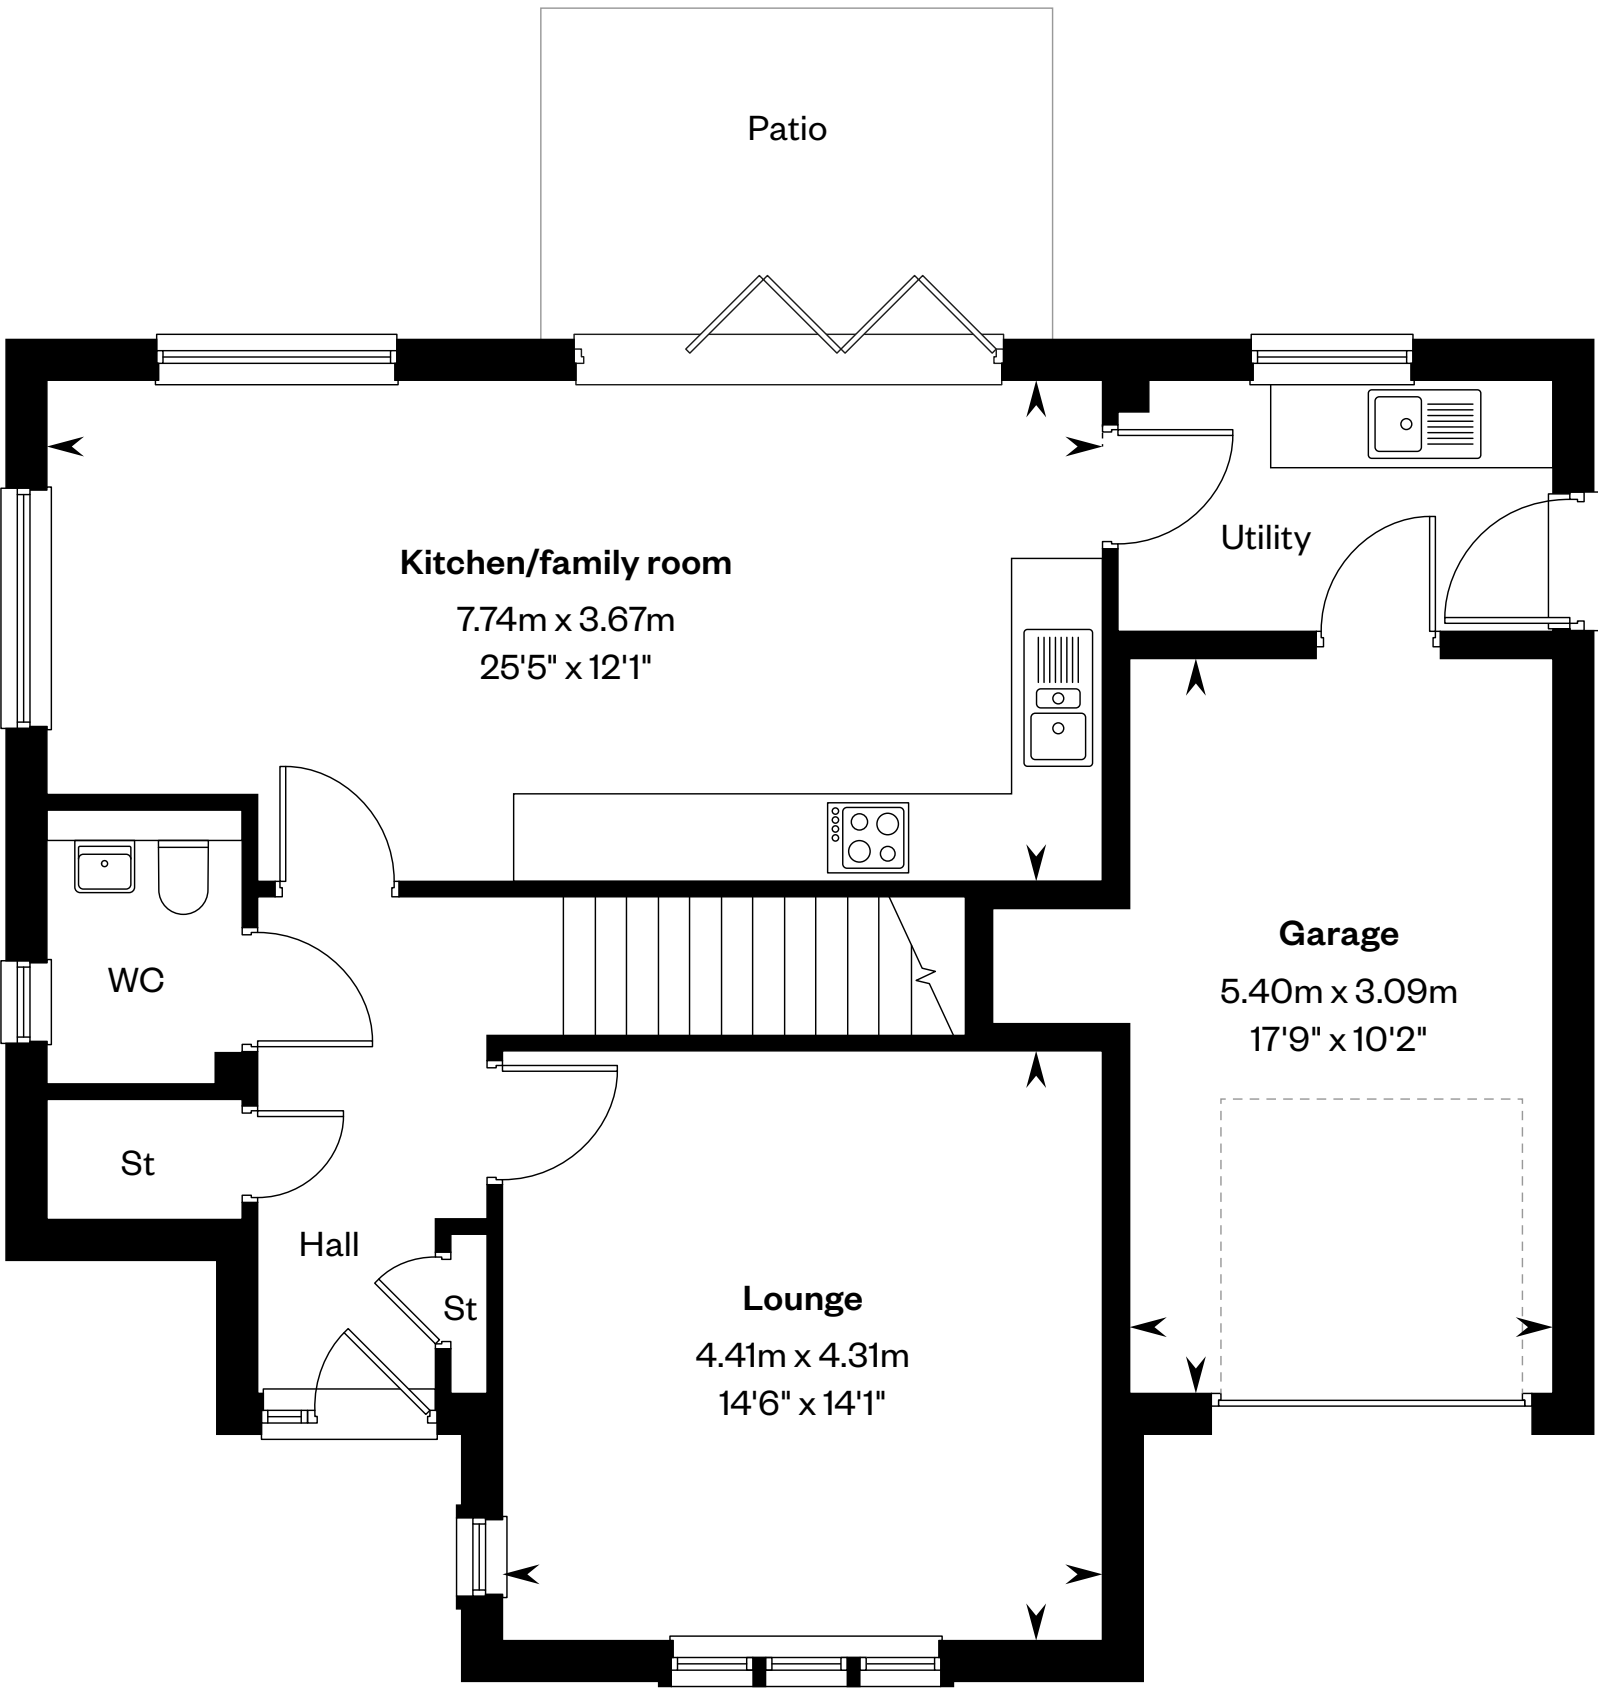 Patio
Kitchen/family room
7.74m x 3.67m
25'5" x 12'1"
Utility
Garage
5.40m x 3.09m
17'9" x 10'2"
WC
St
Hall
St
Lounge
4.41m x 4.31m
14'6" x 14'1"